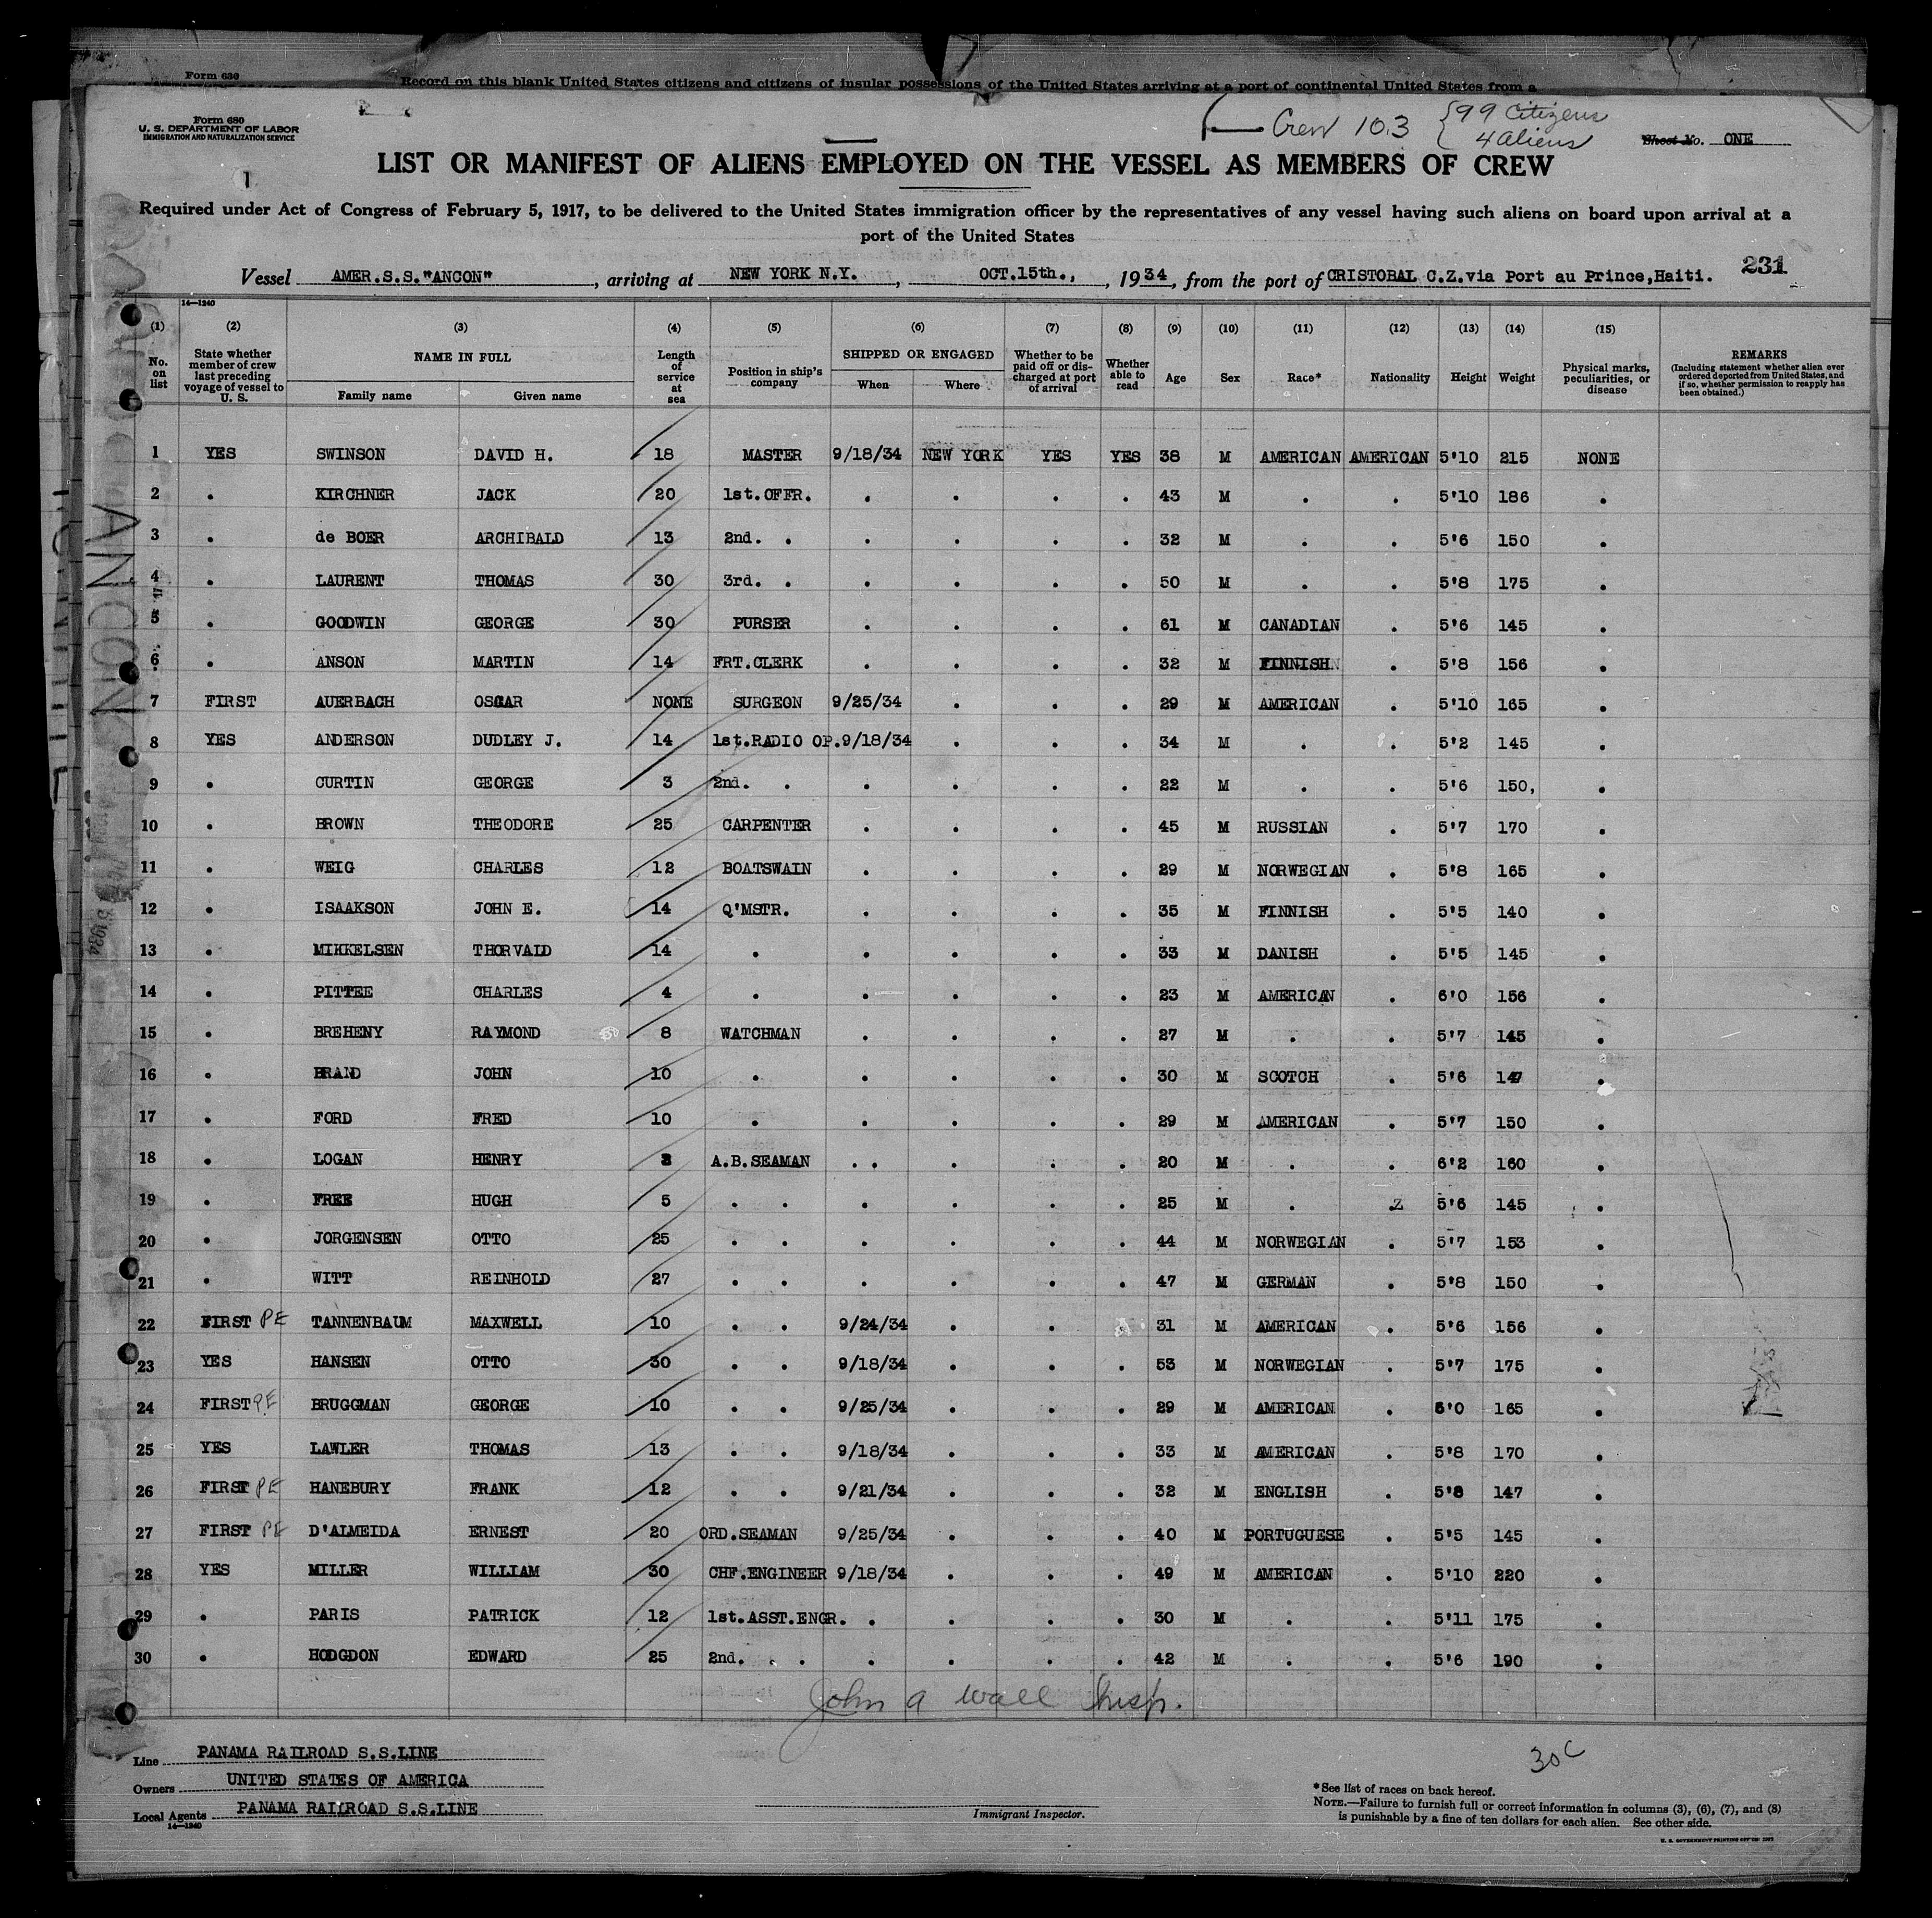 Form 630
Record on this blank United States citizens and citizens of insular possessions of the United States arriving at a port of continental United States from a
Form 680
U. S. DEPARTMENT OF LABOR
IMMIGRATION AND NATURALIZATION SERVICE
Crew 103 { 99 Citizens
4 aliens
Sheet No. ONE
1
LIST OR MANIFEST OF ALIENS EMPLOYED ON THE VESSEL AS MEMBERS OF CREW
Required under Act of Congress of February 5, 1917, to be delivered to the United States immigration officer by the representatives of any vessel having such aliens on board upon arrival at a
port of the United States
Vessel AMER.S.S."ANCON", arriving at NEW YORK N.Y., OCT.15th., 1934, from the port of CRISTOBAL C.Z.via Port au Prince,Haiti. 231
14—1240
(1) (2) (3) (4) (5) (6) (7) (8) (9) (10) (11) (12) (13) (14) (15)
No. on list
State whether member of crew last preceding voyage of vessel to U. S.
NAME IN FULL
Family name
Given name
Length of service at sea
Position in ship's company
SHIPPED OR ENGAGED
When
Where
Whether to be paid off or discharged at port of arrival
Whether able to read
Age
Sex
Race*
Nationality
Height
Weight
Physical marks, peculiarities, or disease
REMARKS
(Including statement whether alien ever ordered deported from United States, and if so, whether permission to reapply has been obtained.)
1 YES SWINSON DAVID H. 18 MASTER 9/18/34 NEW YORK YES YES 38 M AMERICAN AMERICAN 5'10 215 NONE
2 . KIRCHNER JACK 20 1st.OFFR. . . . . 43 M . . 5'10 186 .
3 . de BOER ARCHIBALD 13 2nd. . . . . . 32 M . . 5'6 150 .
4 . LAURENT THOMAS 30 3rd. . . . . . 50 M . . 5'8 175 .
5 . GOODWIN GEORGE 30 PURSER . . . . 61 M CANADIAN . 5'6 145 .
6 . ANSON MARTIN 14 FRT.CLERK . . . . 32 M FINNISH . 5'8 156 .
7 FIRST AUERBACH OSCAR NONE SURGEON 9/25/34 . . . 29 M AMERICAN . 5'10 165 .
8 YES ANDERSON DUDLEY J. 14 1st.RADIO OP. 9/18/34 . . . 34 M . . 5'2 145 .
9 . CURTIN GEORGE 3 2nd. . . . . . 22 M . . 5'6 150, .
10 . BROWN THEODORE 25 CARPENTER . . . . 45 M RUSSIAN . 5'7 170 .
11 . WEIG CHARLES 12 BOATSWAIN . . . . 29 M NORWEGIAN . 5'8 165 .
12 . ISAAKSON JOHN E. 14 Q'MSTR. . . . . 35 M FINNISH . 5'5 140 .
13 . MIKKELSEN THORVALD 14 . . . . . 33 M DANISH . 5'5 145 .
14 . PITTEE CHARLES 4 . . . . . 23 M AMERICAN . 6'0 156 .
15 . BREHENY RAYMOND 8 WATCHMAN . . . . 27 M . . 5'7 145 .
16 . BRAND JOHN 10 . . . . . 30 M SCOTCH . 5'6 147 .
17 . FORD FRED 10 . . . . . 29 M AMERICAN . 5'7 150 .
18 . LOGAN HENRY A.B.SEAMAN . . . . . 20 M . . 6'2 160 .
19 . FREE HUGH 5 . . . . . . 25 M . . 5'6 145 .
20 . JORGENSEN OTTO 25 . . . . . . 44 M NORWEGIAN . 5'7 153 .
21 . WITT REINHOLD 27 . . . . . . 47 M GERMAN . 5'8 150 .
22 FIRST PE TANNENBAUM MAXWELL 10 . . 9/24/34 . . . 31 M AMERICAN . 5'6 156 .
23 YES HANSEN OTTO 30 . . 9/18/34 . . . 53 M NORWEGIAN . 5'7 175 .
24 FIRST PE BRUGGMAN GEORGE 10 . . 9/25/34 . . . 29 M AMERICAN . 6'0 165 .
25 YES LAWLER THOMAS 13 . . 9/18/34 . . . 33 M AMERICAN . 5'8 170 .
26 FIRST PE HANEBURY FRANK 12 . . 9/21/34 . . . 32 M ENGLISH . 5'8 147 .
27 FIRST PE D'ALMEIDA ERNEST 20 ORD.SEAMAN 9/25/34 . . . 40 M PORTUGUESE . 5'5 145 .
28 YES MILLER WILLIAM 30 CHF.ENGINEER 9/18/34 . . . 49 M AMERICAN . 5'10 220 .
29 . PARIS PATRICK 12 1st.ASST.ENGR. . . . . 30 M . . 5'11 175 .
30 . HODGDON EDWARD 25 2nd. . . . . . . 42 M . . 5'6 190 .
John a Wall Insp.
Line PANAMA RAILROAD S.S.LINE
Owners UNITED STATES OF AMERICA
Local Agents PANAMA RAILROAD S.S.LINE
14—1240
Immigrant Inspector.
30 C
*See list of races on back hereof.
NOTE.—Failure to furnish full or correct information in columns (3), (6), (7), and (8)
is punishable by a fine of ten dollars for each alien. See other side.
ANCON